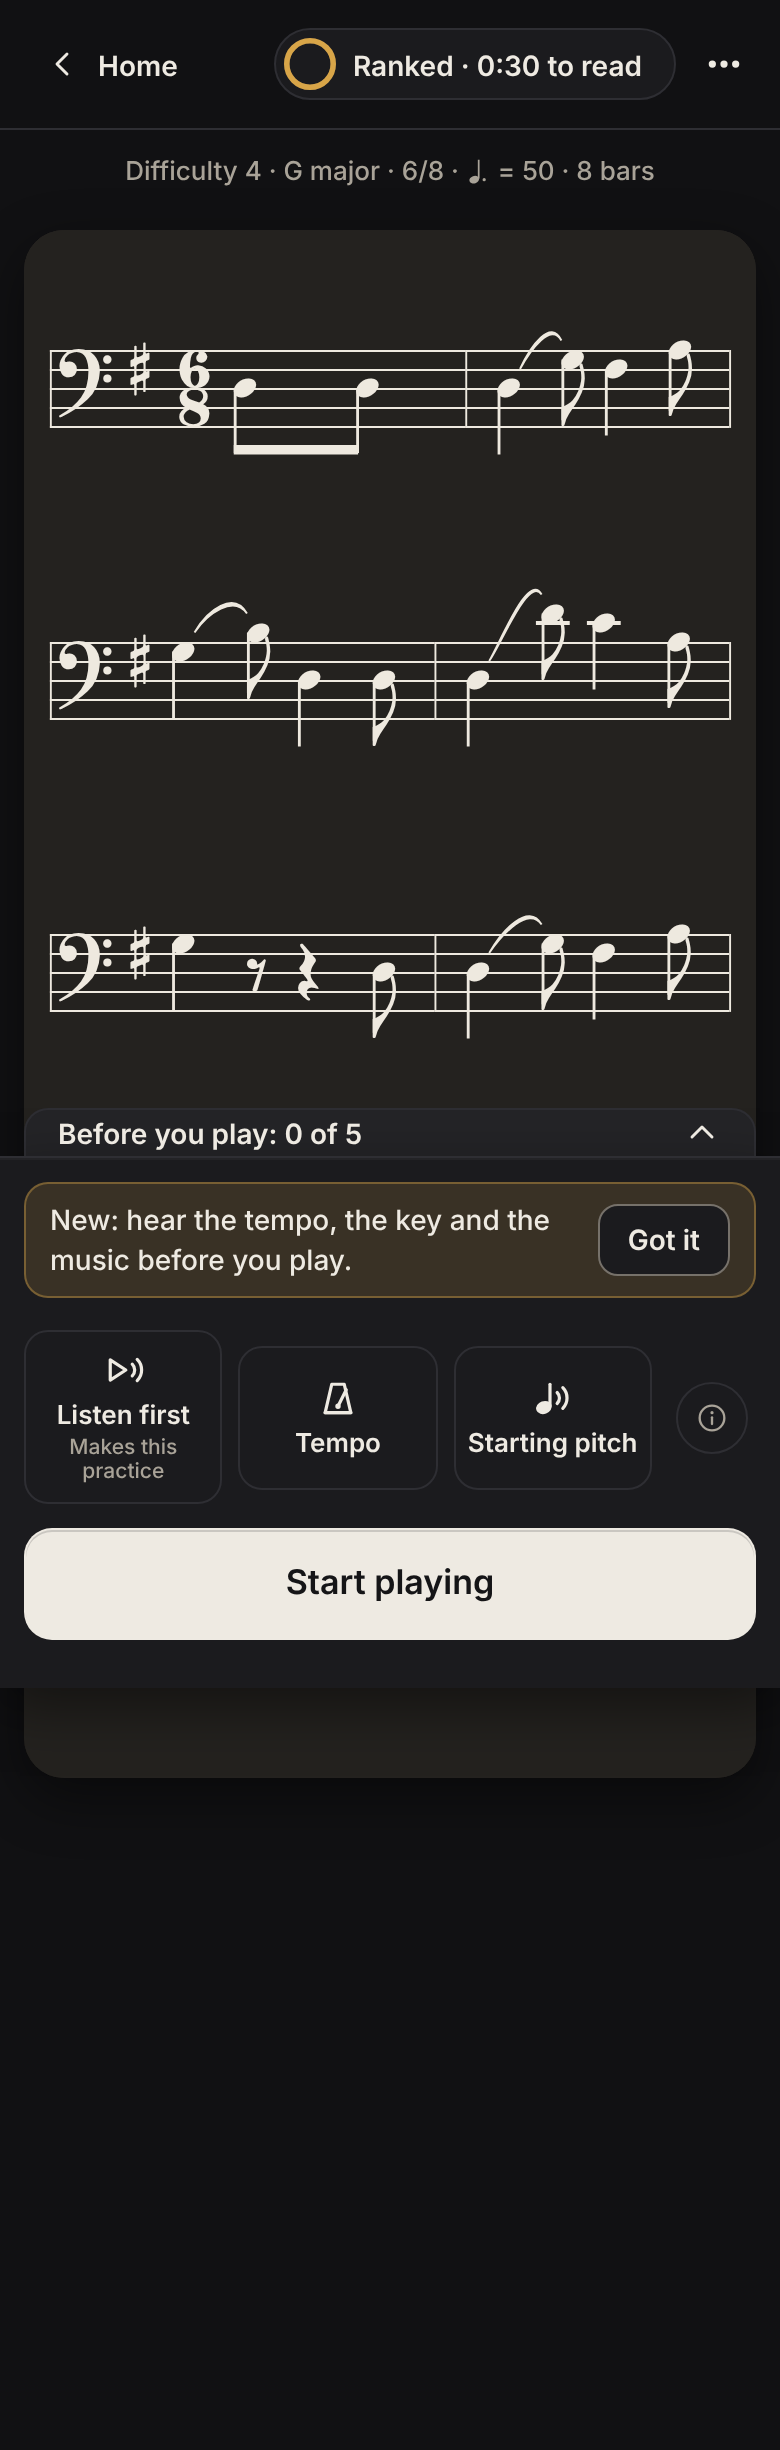 Home
Ranked · 0:30 to read
Difficulty 4 · G major · 6/8 · ♩. = 50 · 8 bars
6
8
Before you play: 0 of 5
New: hear the tempo, the key and the
music before you play.
Got it
Listen first
Makes this
practice
Tempo
Starting pitch
Start playing